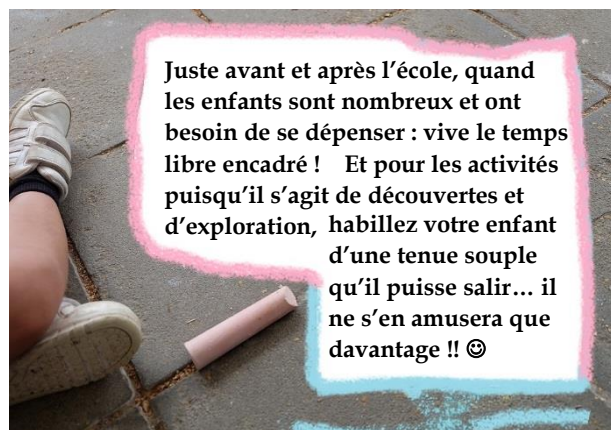 Juste avant et après l’école, quand
les enfants sont nombreux et ont
besoin de se dépenser : vive le temps
libre encadré ! Et pour les activités
puisqu’il s’agit de découvertes et
d’exploration, habillez votre enfant
d’une tenue souple
qu’il puisse salir… il
ne s’en amusera que
davantage !! ☺